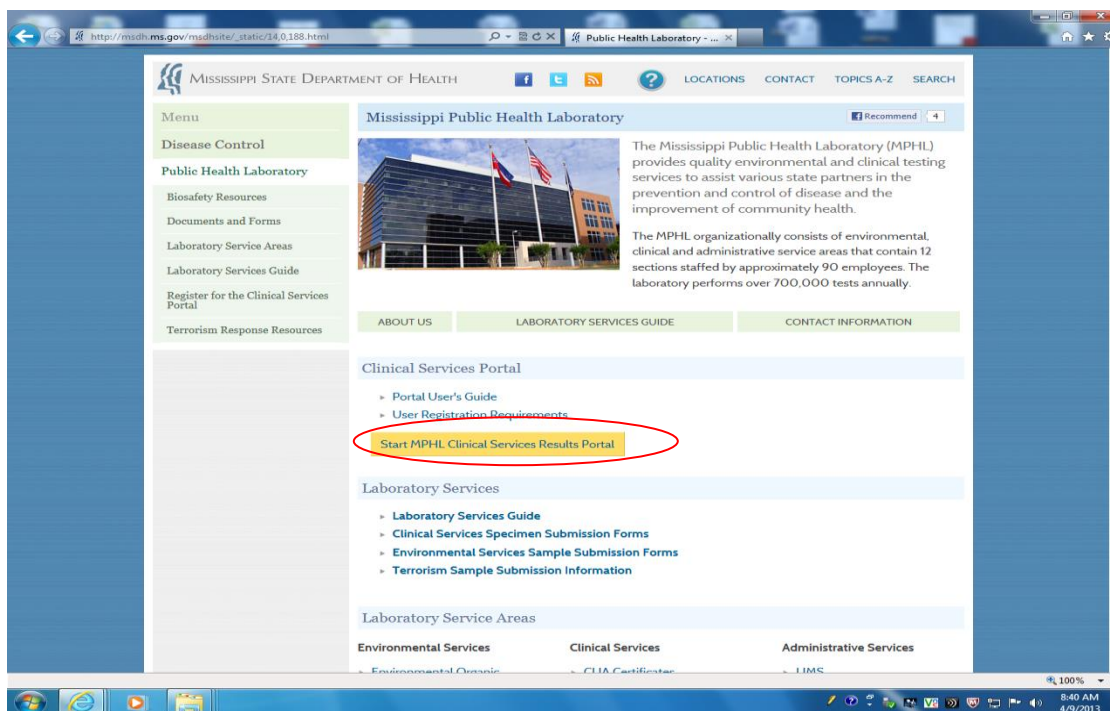 http://msdh.ms.gov/msdhsite/_static/14,0,188.html
Public Health Laboratory - ...
MISSISSIPPI STATE DEPARTMENT OF HEALTH
LOCATIONS CONTACT TOPICS A-Z SEARCH
Menu
Disease Control
Public Health Laboratory
Biosafety Resources
Documents and Forms
Laboratory Service Areas
Laboratory Services Guide
Register for the Clinical Services
Portal
Terrorism Response Resources
Mississippi Public Health Laboratory
Recommend 4
The Mississippi Public Health Laboratory (MPHL)
provides quality environmental and clinical testing
services to assist various state partners in the
prevention and control of disease and the
improvement of community health.
The MPHL organizationally consists of environmental,
clinical and administrative service areas that contain 12
sections staffed by approximately 90 employees. The
laboratory performs over 700,000 tests annually.
ABOUT US LABORATORY SERVICES GUIDE CONTACT INFORMATION
Clinical Services Portal
Portal User's Guide
User Registration Requirements
Start MPHL Clinical Services Results Portal
Laboratory Services
Laboratory Services Guide
Clinical Services Specimen Submission Forms
Environmental Services Sample Submission Forms
Terrorism Sample Submission Information
Laboratory Service Areas
Environmental Services Clinical Services Administrative Services
Environmental Organic CLIA Certificates LIMS
100%
8:40 AM
4/9/2013